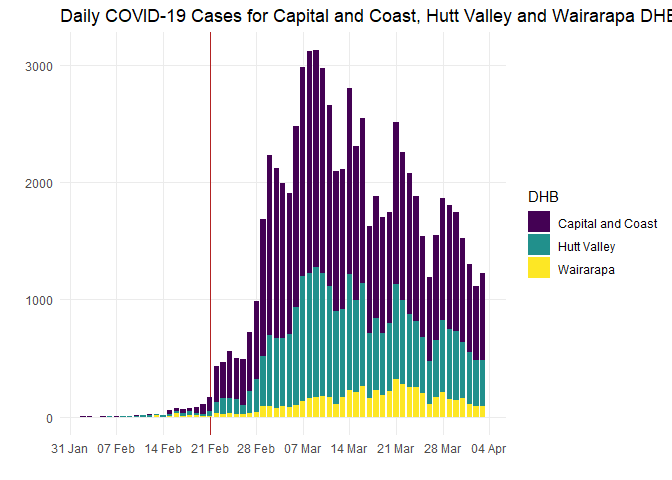 Daily COVID-19 Cases for Capital and Coast, Hutt Valley and Wairarapa DHB
3000
2000
1000
0
31 Jan 07 Feb 14 Feb 21 Feb 28 Feb 07 Mar 14 Mar 21 Mar 28 Mar 04 Apr
DHB
Capital and Coast
Hutt Valley
Wairarapa